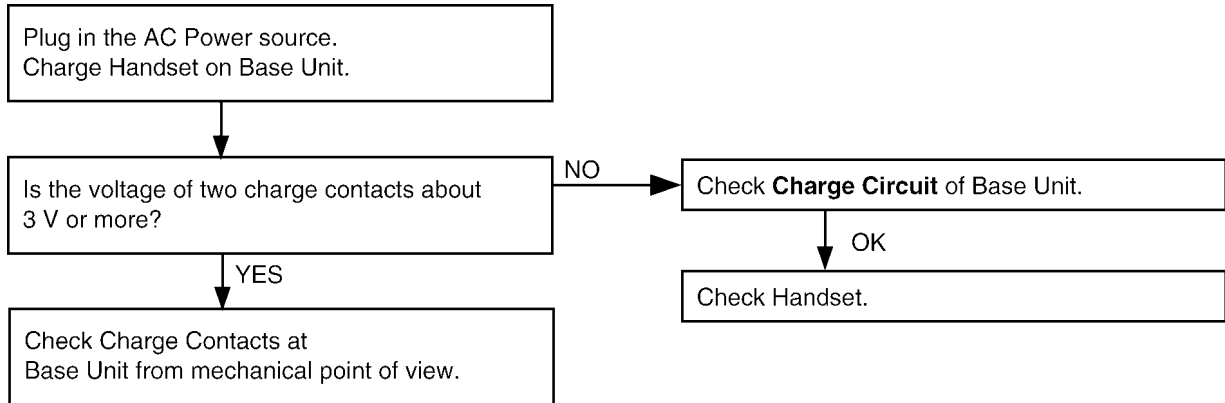 Plug in the AC Power source.
Charge Handset on Base Unit.
Is the voltage of two charge contacts about
3 V or more?
NO
Check Charge Circuit of Base Unit.
OK
Check Handset.
YES
Check Charge Contacts at
Base Unit from mechanical point of view.